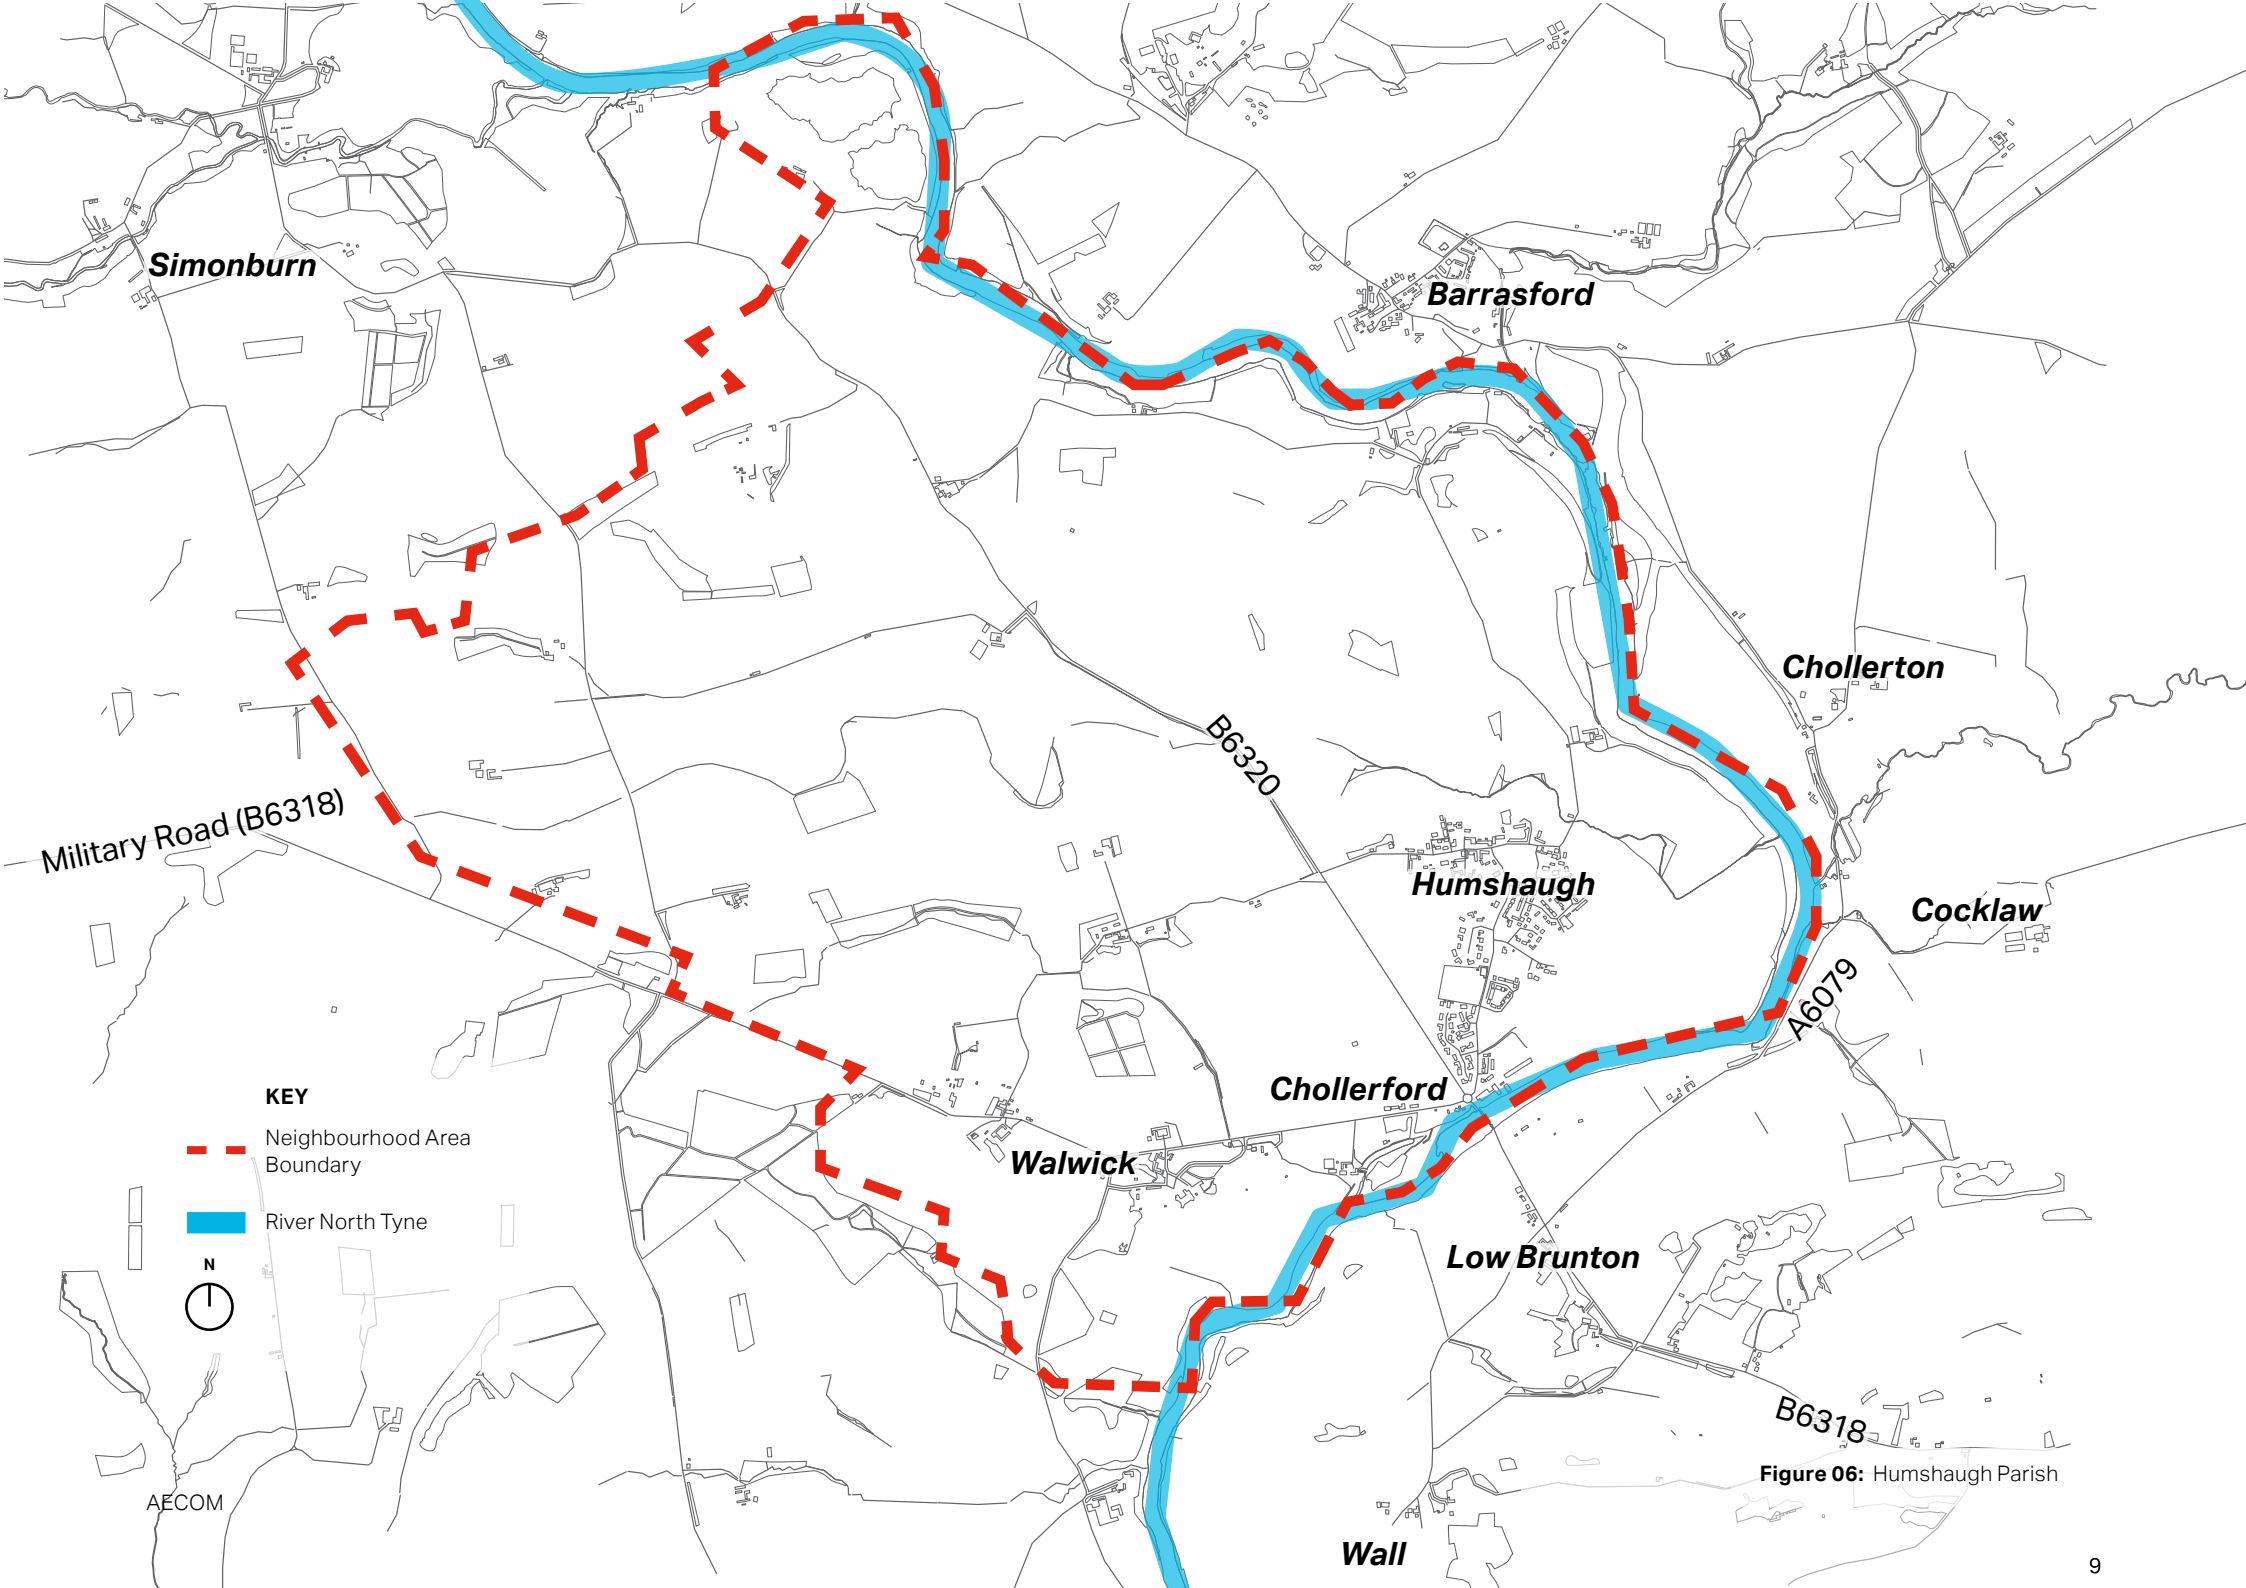 Simonburn
Barrasford
Chollerton
B6320
Military Road (B6318)
Humshaugh
Cocklaw
A6079
KEY
Neighbourhood Area
Boundary
River North Tyne
N
Chollerford
Walwick
Low Brunton
B6318
Figure 06: Humshaugh Parish
AECOM
Wall
9